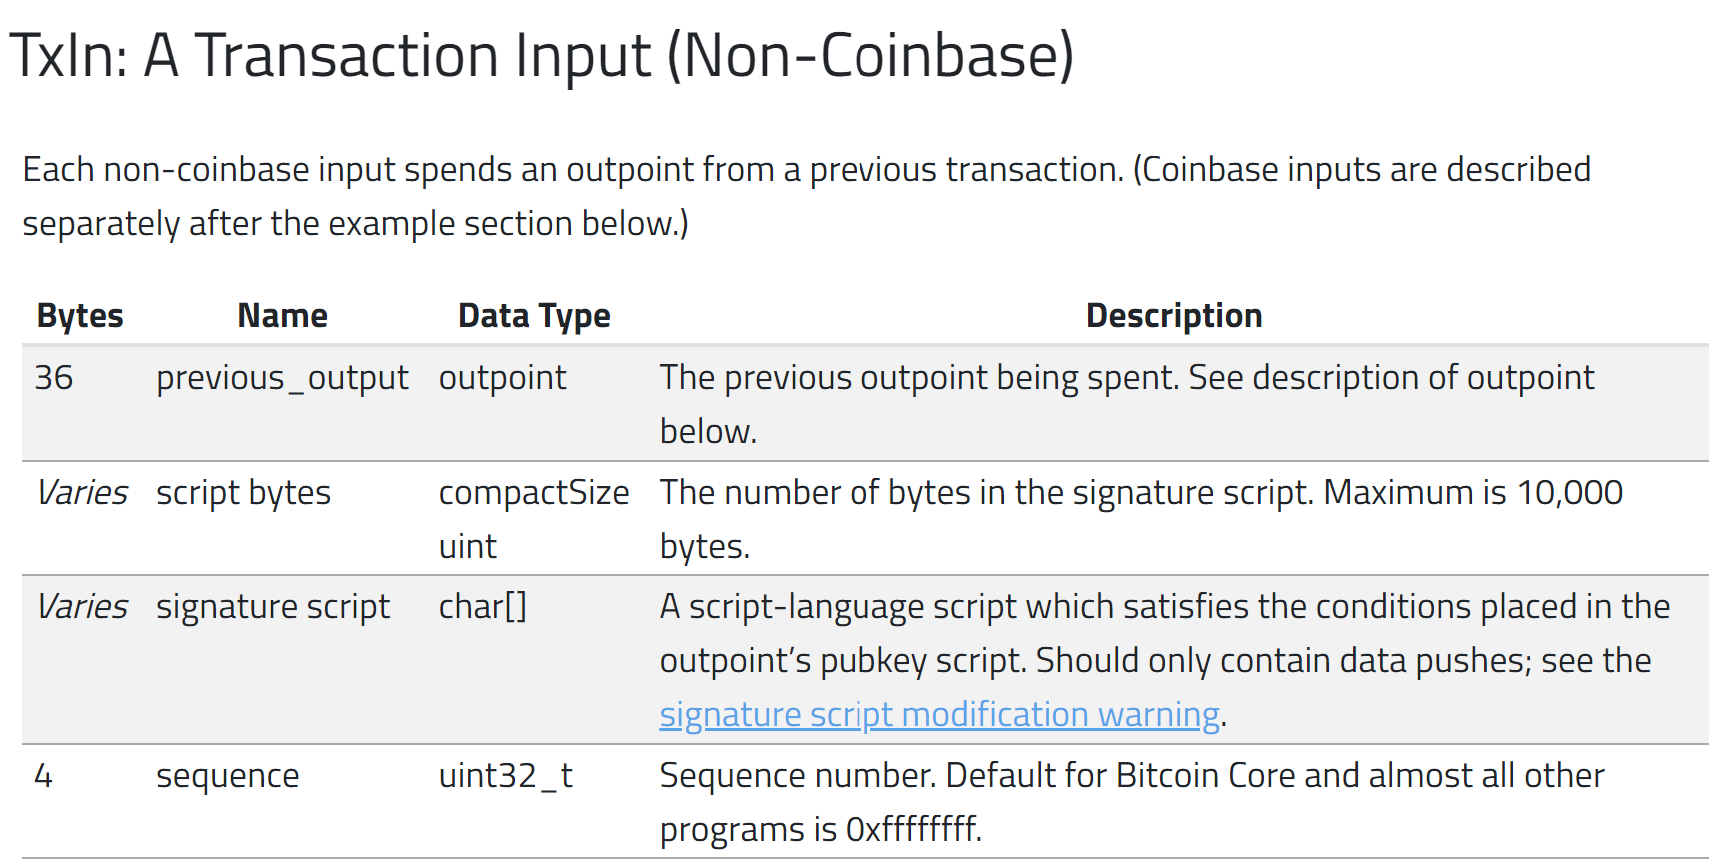 TxIn: A Transaction Input (Non-Coinbase)
Each non-coinbase input spends an outpoint from a previous transaction. (Coinbase inputs are described
separately after the example section below.)
Bytes Name Data Type Description
36 previous_output outpoint The previous outpoint being spent. See description of outpoint
below.
Varies script bytes compactSize The number of bytes in the signature script. Maximum is 10,000
uint bytes.
Varies signature script char[] A script-language script which satisfies the conditions placed in the
outpoint’s pubkey script. Should only contain data pushes; see the
signature script modification warning.
4 sequence uint32_t Sequence number. Default for Bitcoin Core and almost all other
programs is 0xffffffff.